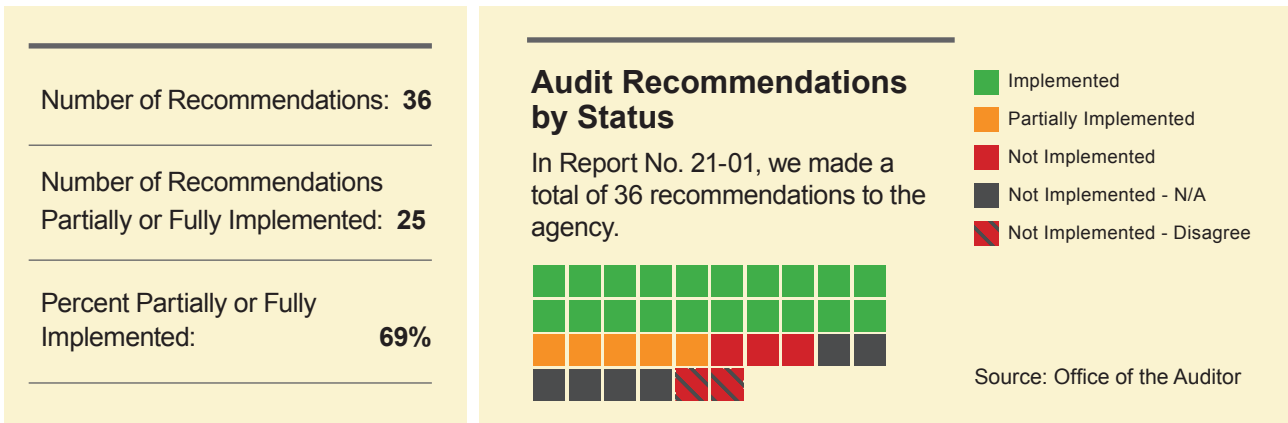 Number of Recommendations: 36
Number of Recommendations
Partially or Fully Implemented: 25
Percent Partially or Fully
Implemented: 69%
Audit Recommendations
by Status
In Report No. 21-01, we made a
total of 36 recommendations to the
agency.
Implemented
Partially Implemented
Not Implemented
Not Implemented - N/A
Not Implemented - Disagree
Source: Office of the Auditor